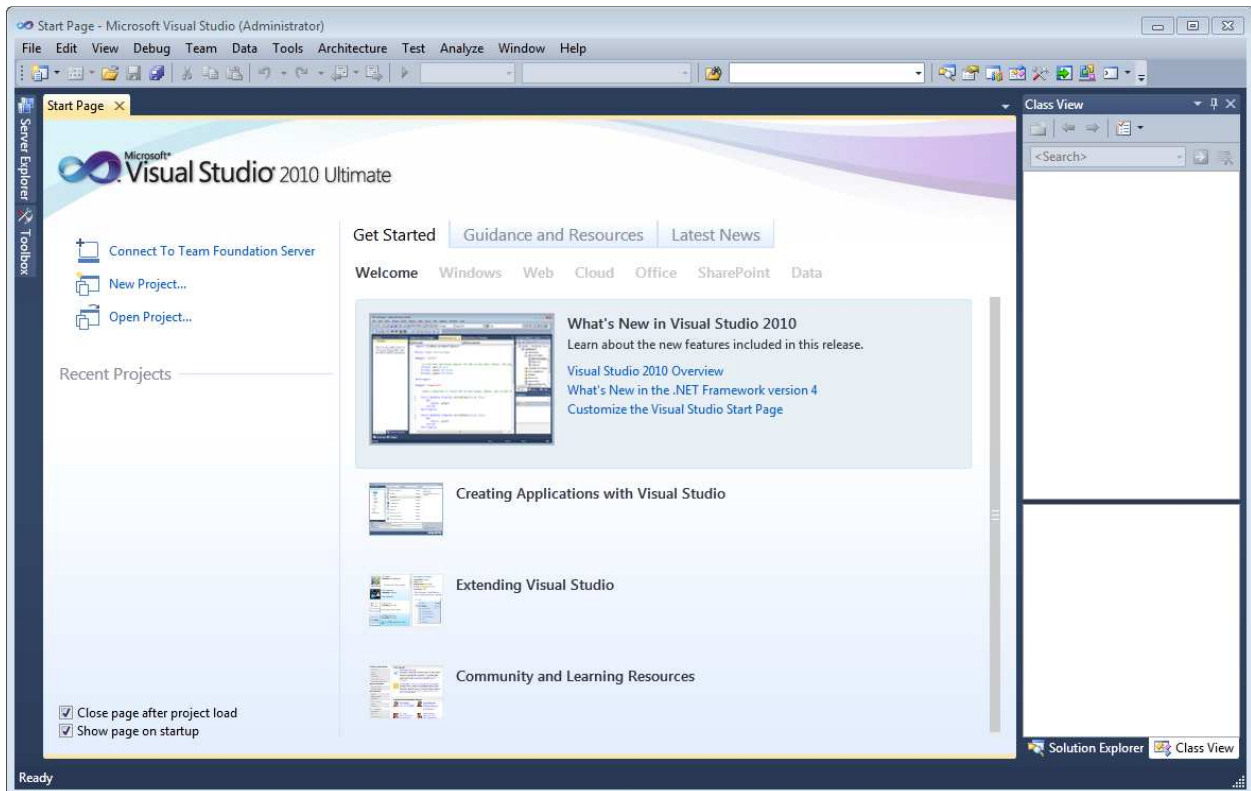 Start Page - Microsoft Visual Studio (Administrator)
File Edit View Debug Team Data Tools Architecture Test Analyze Window Help
Server Explorer
Toolbox
Start Page
Microsoft®
Visual Studio® 2010 Ultimate
Connect To Team Foundation Server
New Project...
Open Project...
Recent Projects
Close page after project load
Show page on startup
Get Started Guidance and Resources Latest News
Welcome Windows Web Cloud Office SharePoint Data
What's New in Visual Studio 2010
Learn about the new features included in this release.
Visual Studio 2010 Overview
What's New in the .NET Framework version 4
Customize the Visual Studio Start Page
Creating Applications with Visual Studio
Extending Visual Studio
Community and Learning Resources
Class View
<Search>
Solution Explorer Class View
Ready